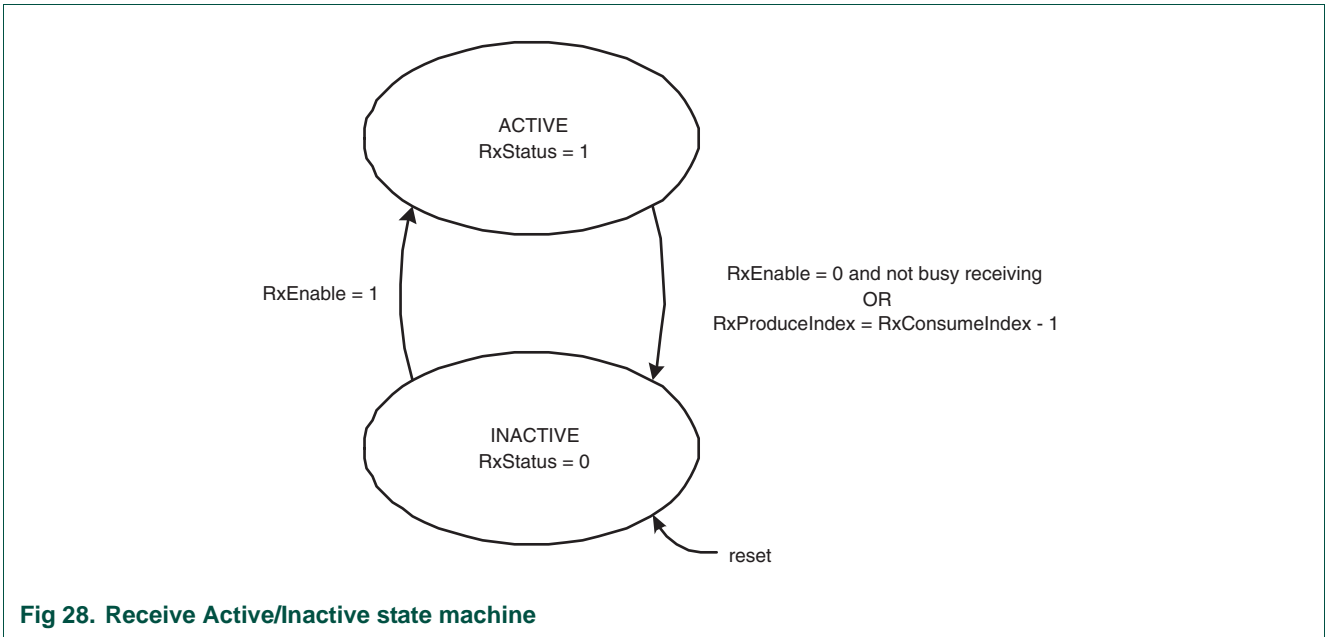 ACTIVE
RxStatus = 1
RxEnable = 1
RxEnable = 0 and not busy receiving
OR
RxProduceIndex = RxConsumeIndex - 1
INACTIVE
RxStatus = 0
reset
Fig 28. Receive Active/Inactive state machine